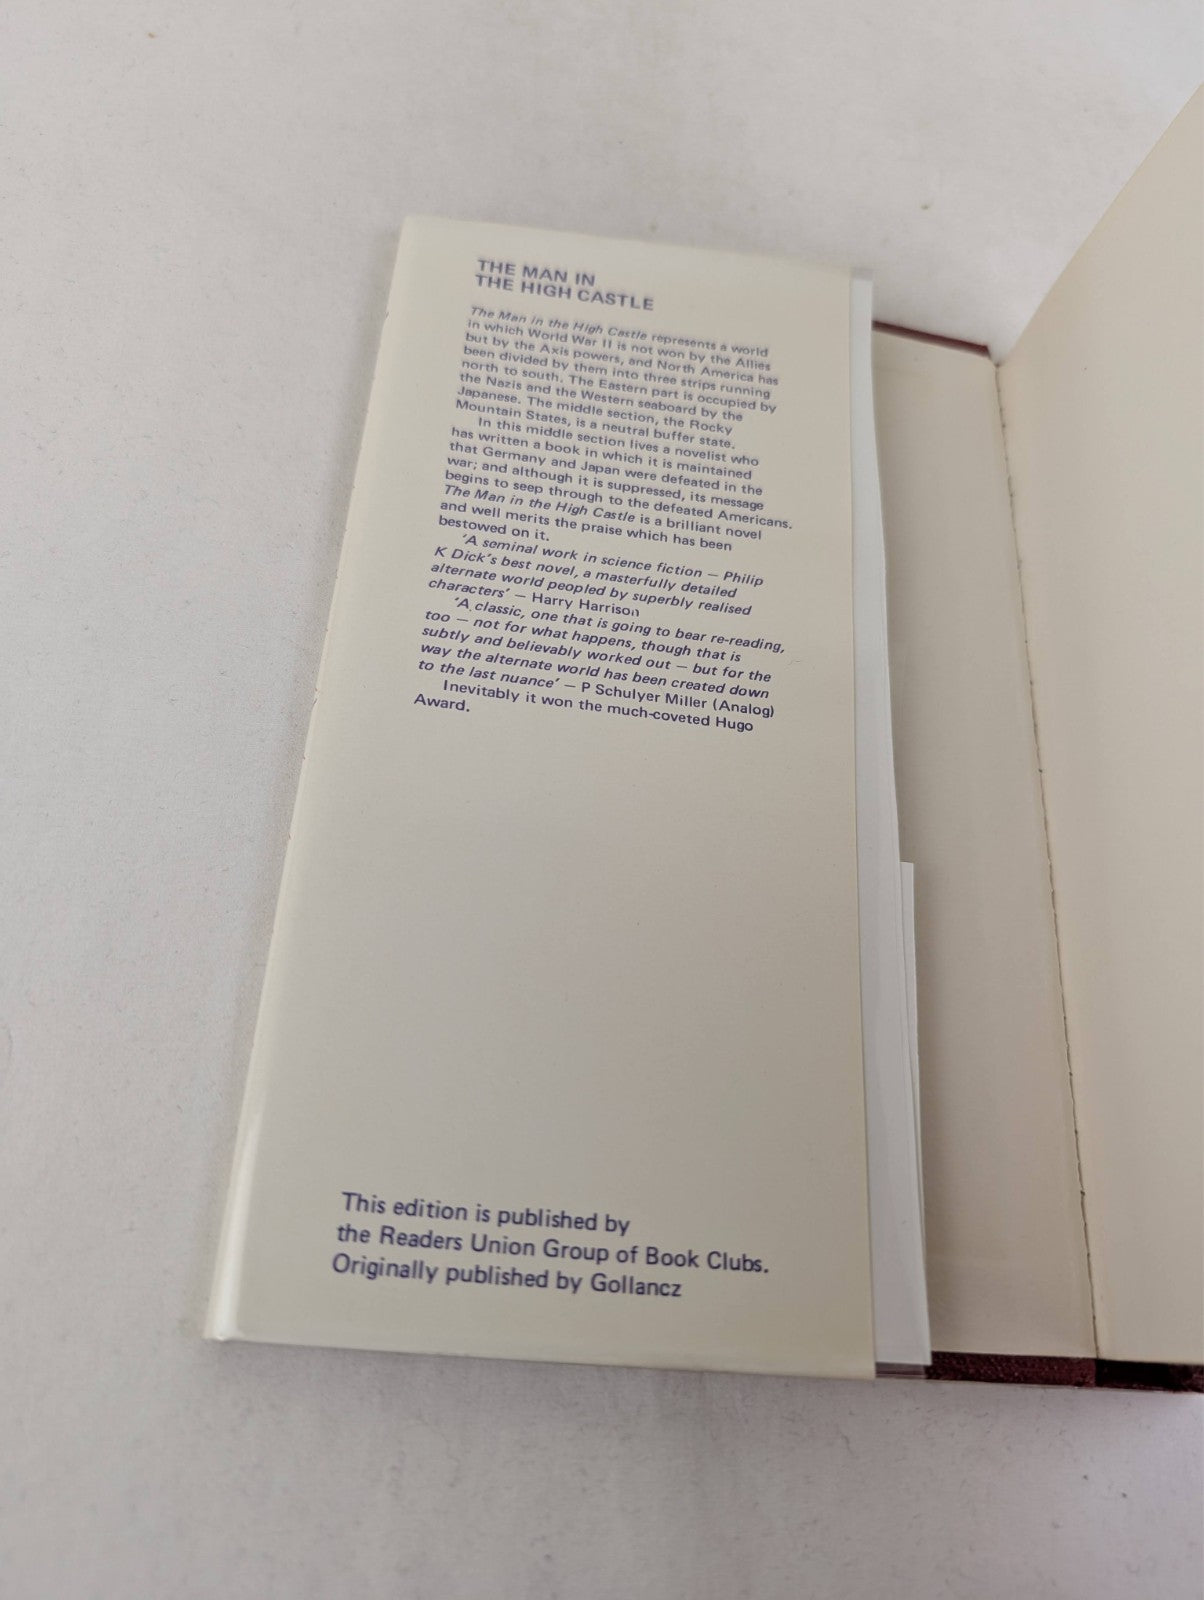 THE MAN IN
THE HIGH CASTLE
The Man in the High Castle represents a world
in which World War II is not won by the Allies
but by the Axis powers, and North America has
been divided by them into three strips running
north to south. The Eastern part is occupied by
the Nazis and the Western seaboard by the
Japanese. The middle section, the Rocky
Mountain States, is a neutral buffer state.
In this middle section lives a novelist who
has written a book in which it is maintained
that Germany and Japan were defeated in the
war; and although it is suppressed, its message
begins to seep through to the defeated Americans.
The Man in the High Castle is a brilliant novel
and well merits the praise which has been
bestowed on it.
'A seminal work in science fiction — Philip
K Dick's best novel, a masterfully detailed
alternate world peopled by superbly realised
characters' — Harry Harrison
'A classic, one that is going to bear re-reading,
too — not for what happens, though that is
subtly and believably worked out — but for the
way the alternate world has been created down
to the last nuance' — P Schulyer Miller (Analog)
Inevitably it won the much-coveted Hugo
Award.
This edition is published by
the Readers Union Group of Book Clubs.
Originally published by Gollancz